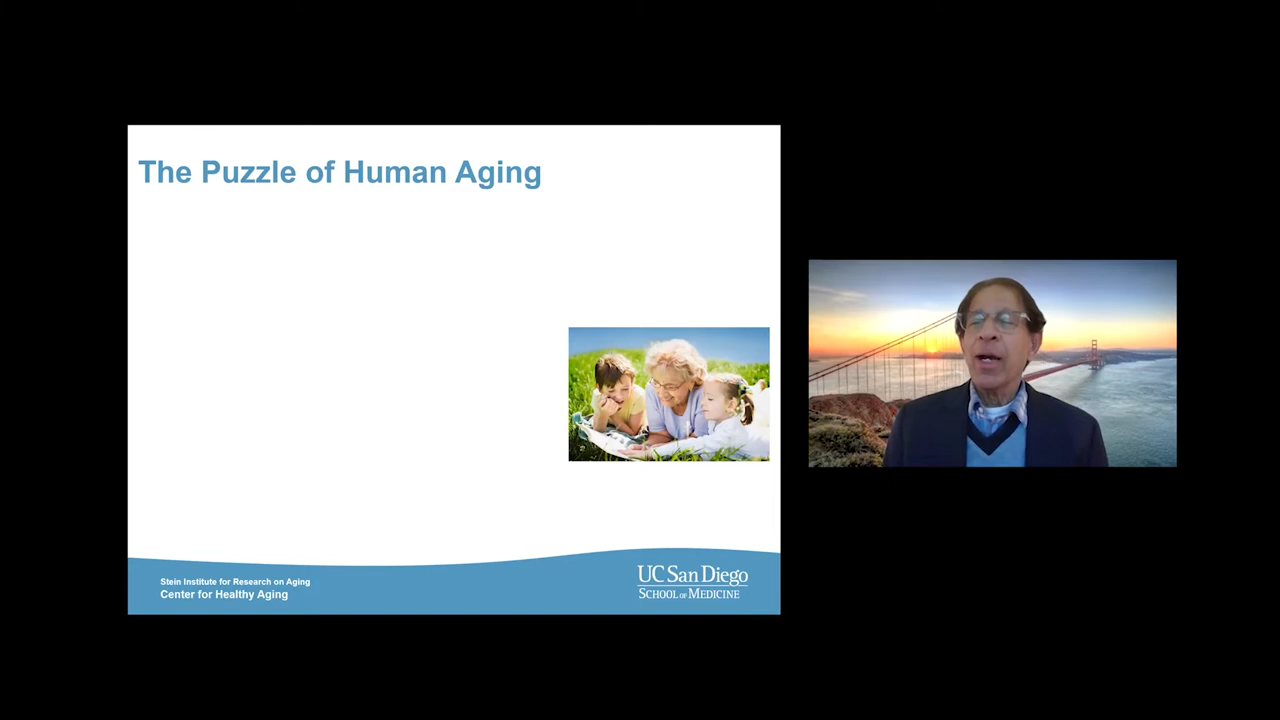 The Puzzle of Human Aging
Stein Institute for Research on Aging
Center for Healthy Aging
UC San Diego
School of Medicine